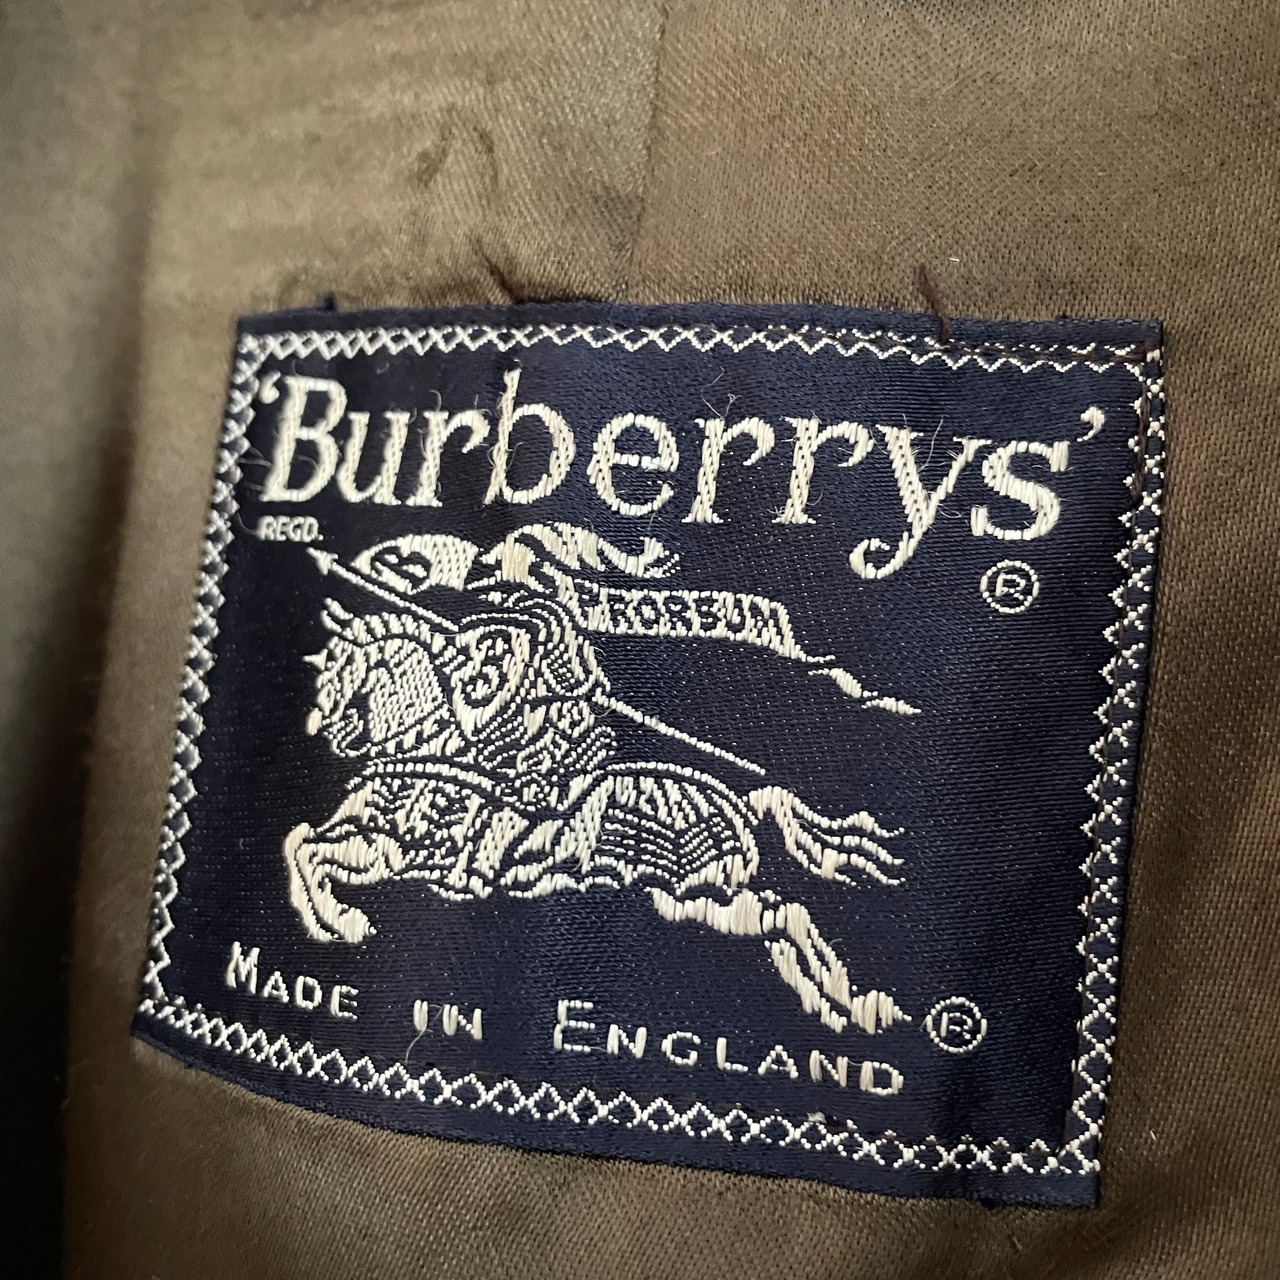 ‘Burberrys’
REGD.
®
B
PRORSUM
B
®
MADE IN ENGLAND